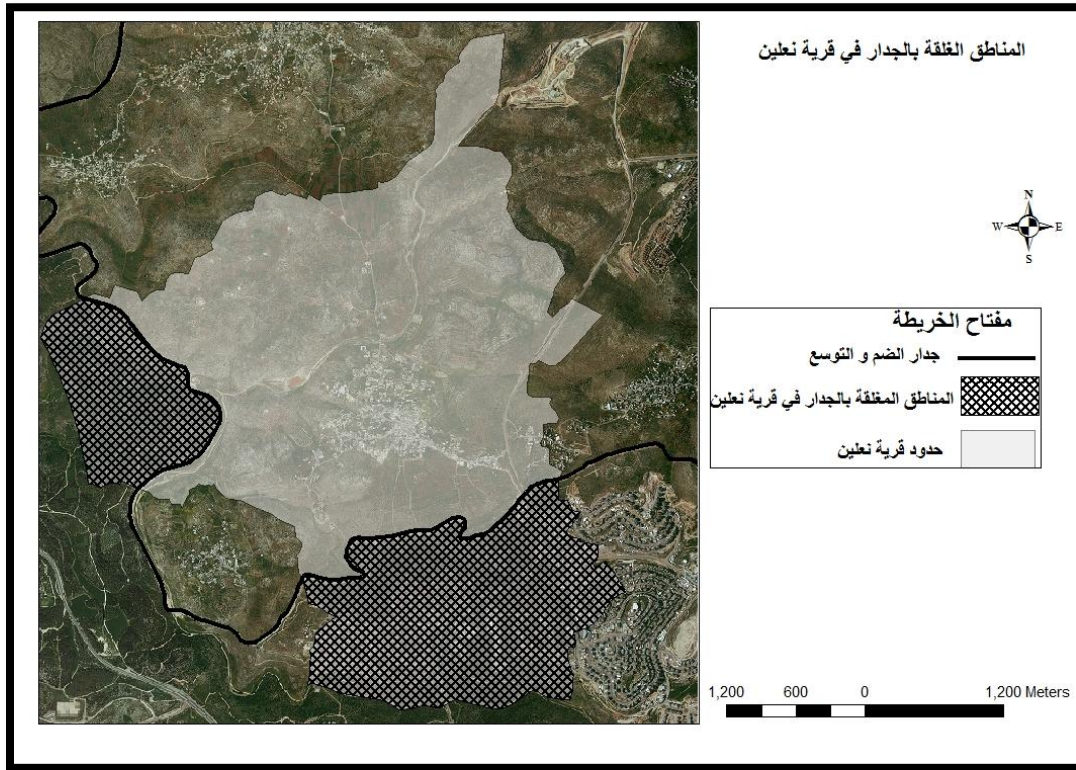 المناطق الغلقة بالجدار في قرية نعلين
N
W E
S
مفتاح الخريطة
جدار الضم و التوسع
المناطق المغلقة بالجدار في قرية نعلين
حدود قرية نعلين
1,200 600 0 1,200 Meters